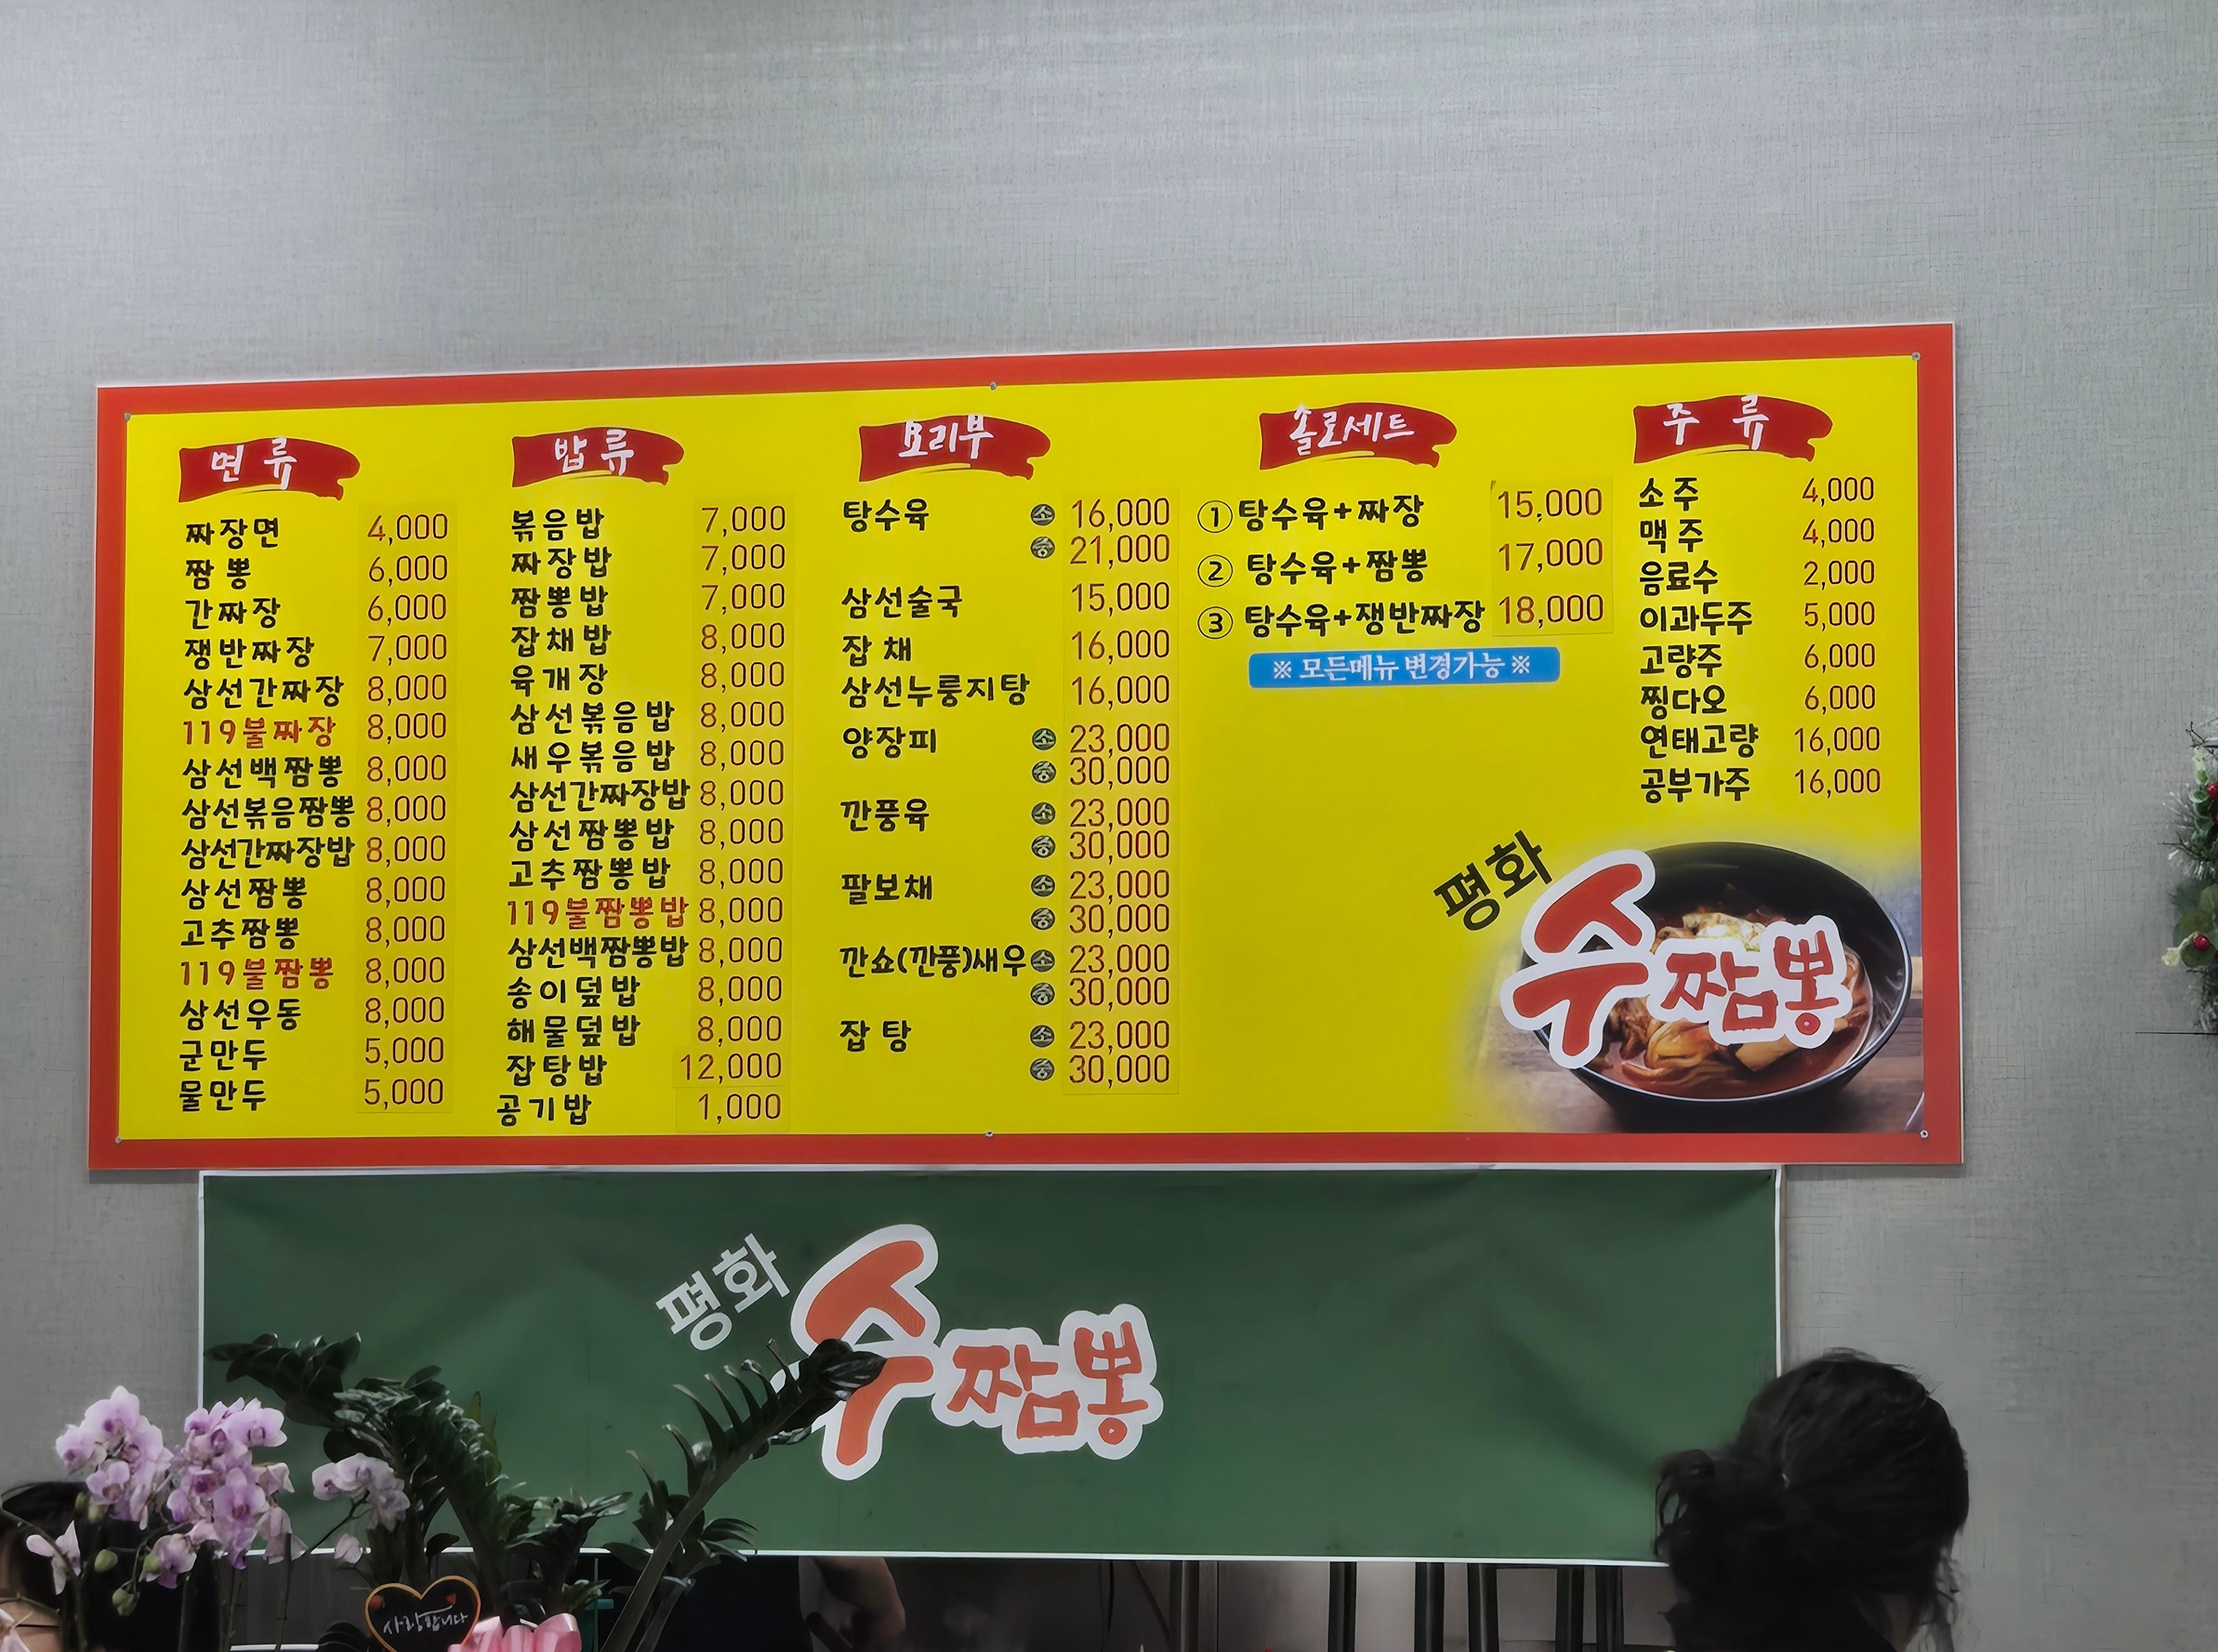 면류
짜장면 4,000
짬뽕 6,000
간짜장 6,000
쟁반짜장 7,000
삼선간짜장 8,000
119불짜장 8,000
삼선백짬뽕 8,000
삼선볶음짬뽕 8,000
삼선간짜장밥 8,000
삼선짬뽕 8,000
고추짬뽕 8,000
119불짬뽕 8,000
삼선우동 8,000
군만두 5,000
물만두 5,000
밥류
볶음밥 7,000
짜장밥 7,000
짬뽕밥 7,000
잡채밥 8,000
육개장 8,000
삼선볶음밥 8,000
새우볶음밥 8,000
삼선간짜장밥 8,000
삼선짬뽕밥 8,000
고추짬뽕밥 8,000
119불짬뽕밥 8,000
삼선백짬뽕밥 8,000
송이덮밥 8,000
해물덮밥 8,000
잡탕밥 12,000
공기밥 1,000
요리부
탕수육 소 16,000
중 21,000
삼선술국 15,000
잡채 16,000
삼선누룽지탕 16,000
양장피 소 23,000
중 30,000
깐풍육 소 23,000
중 30,000
팔보채 소 23,000
중 30,000
깐쇼(깐풍)새우 소 23,000
중 30,000
잡탕 소 23,000
중 30,000
솔로세트
① 탕수육+짜장 15,000
② 탕수육+짬뽕 17,000
③ 탕수육+쟁반짜장 18,000
※ 모든메뉴 변경가능 ※
주류
소주 4,000
맥주 4,000
음료수 2,000
이과두주 5,000
고량주 6,000
찡다오 6,000
연태고량 16,000
공부가주 16,000
평화
수짬뽕
평화
수짬뽕
사랑합니다